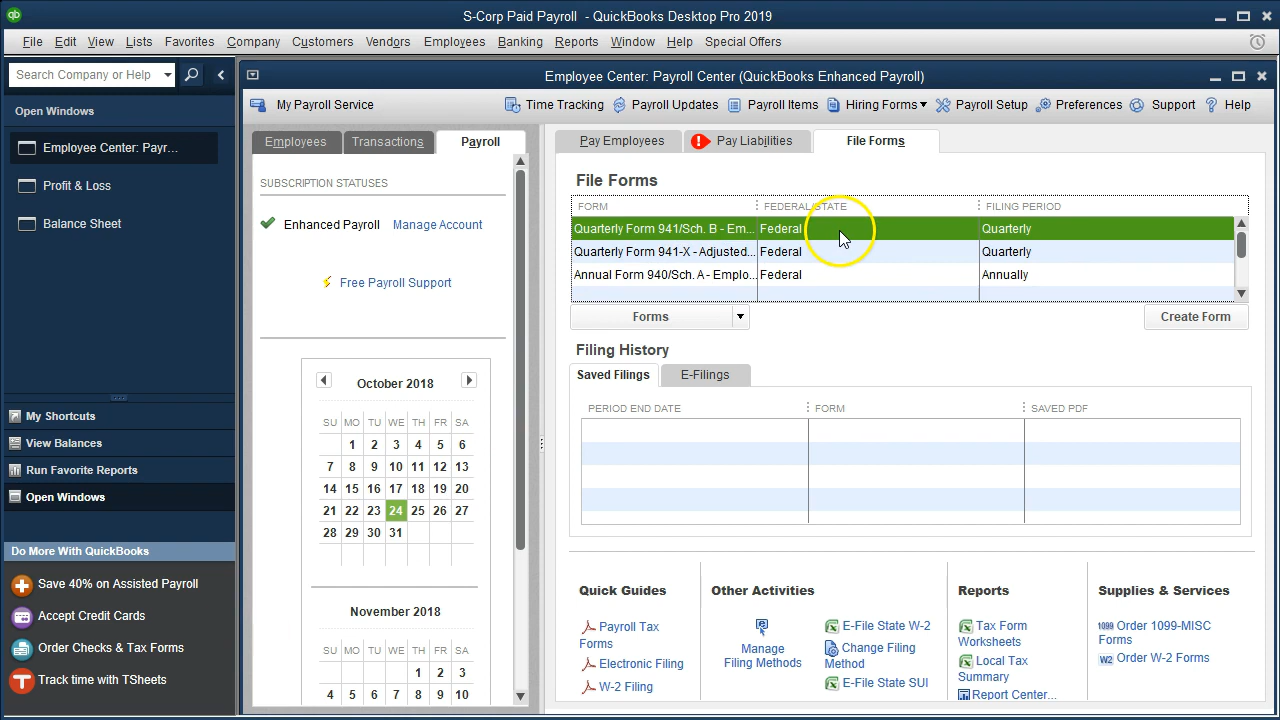 S-Corp Paid Payroll - QuickBooks Desktop Pro 2019
File Edit View Lists Favorites Company Customers Vendors Employees Banking Reports Window Help Special Offers
Search Company or Help
Employee Center: Payroll Center (QuickBooks Enhanced Payroll)
My Payroll Service Time Tracking Payroll Updates Payroll Items Hiring Forms Payroll Setup Preferences Support Help
Open Windows
Employee Center: Payr...
Profit & Loss
Balance Sheet
My Shortcuts
View Balances
Run Favorite Reports
Open Windows
Do More With QuickBooks
Save 40% on Assisted Payroll
Accept Credit Cards
Order Checks & Tax Forms
Track time with TSheets
Employees Transactions Payroll
SUBSCRIPTION STATUSES
Enhanced Payroll Manage Account
Free Payroll Support
October 2018
SU MO TU WE TH FR SA
1 2 3 4 5 6
7 8 9 10 11 12 13
14 15 16 17 18 19 20
21 22 23 24 25 26 27
28 29 30 31
November 2018
SU MO TU WE TH FR SA
1 2 3
4 5 6 7 8 9 10
Pay Employees Pay Liabilities File Forms
File Forms
FORM FEDERAL/STATE FILING PERIOD
Quarterly Form 941/Sch. B - Em... Federal Quarterly
Quarterly Form 941-X - Adjusted... Federal Quarterly
Annual Form 940/Sch. A - Emplo... Federal Annually
Forms Create Form
Filing History
Saved Filings E-Filings
PERIOD END DATE FORM SAVED PDF
Quick Guides
Payroll Tax
Forms
Electronic Filing
W-2 Filing
Other Activities
Manage
Filing Methods
E-File State W-2
Change Filing
Method
E-File State SUI
Reports
Tax Form
Worksheets
Local Tax
Summary
Report Center...
Supplies & Services
1099 Order 1099-MISC
Forms
W2 Order W-2 Forms